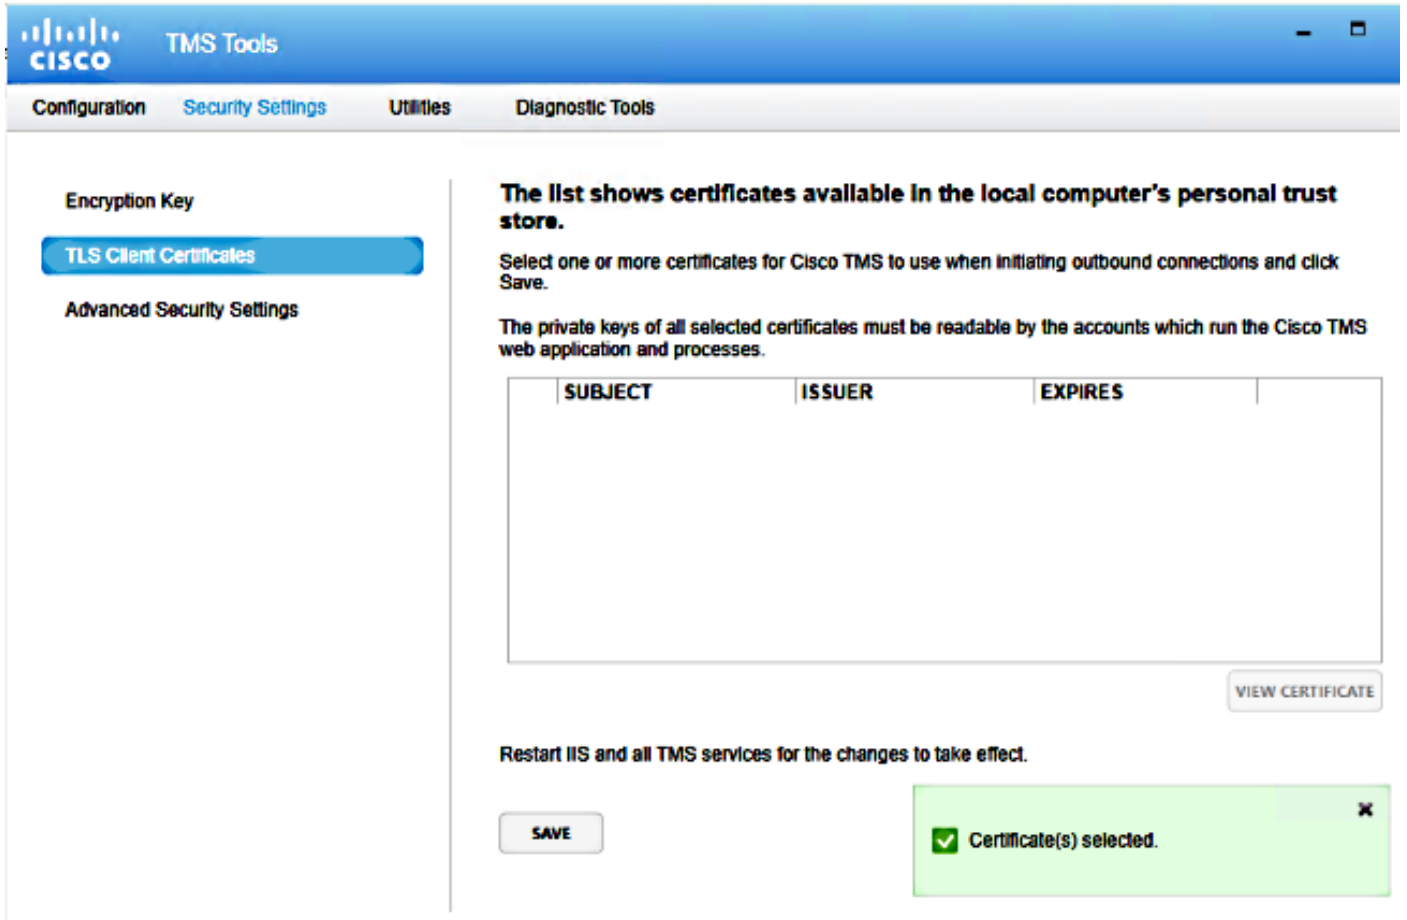 CISCO
TMS Tools
Configuration Security Settings Utilities Diagnostic Tools
Encryption Key
TLS Client Certificates
Advanced Security Settings
The list shows certificates available in the local computer's personal trust
store.
Select one or more certificates for Cisco TMS to use when initiating outbound connections and click
Save.
The private keys of all selected certificates must be readable by the accounts which run the Cisco TMS
web application and processes.
SUBJECT ISSUER EXPIRES
VIEW CERTIFICATE
Restart IIS and all TMS services for the changes to take effect.
SAVE
Certificate(s) selected.